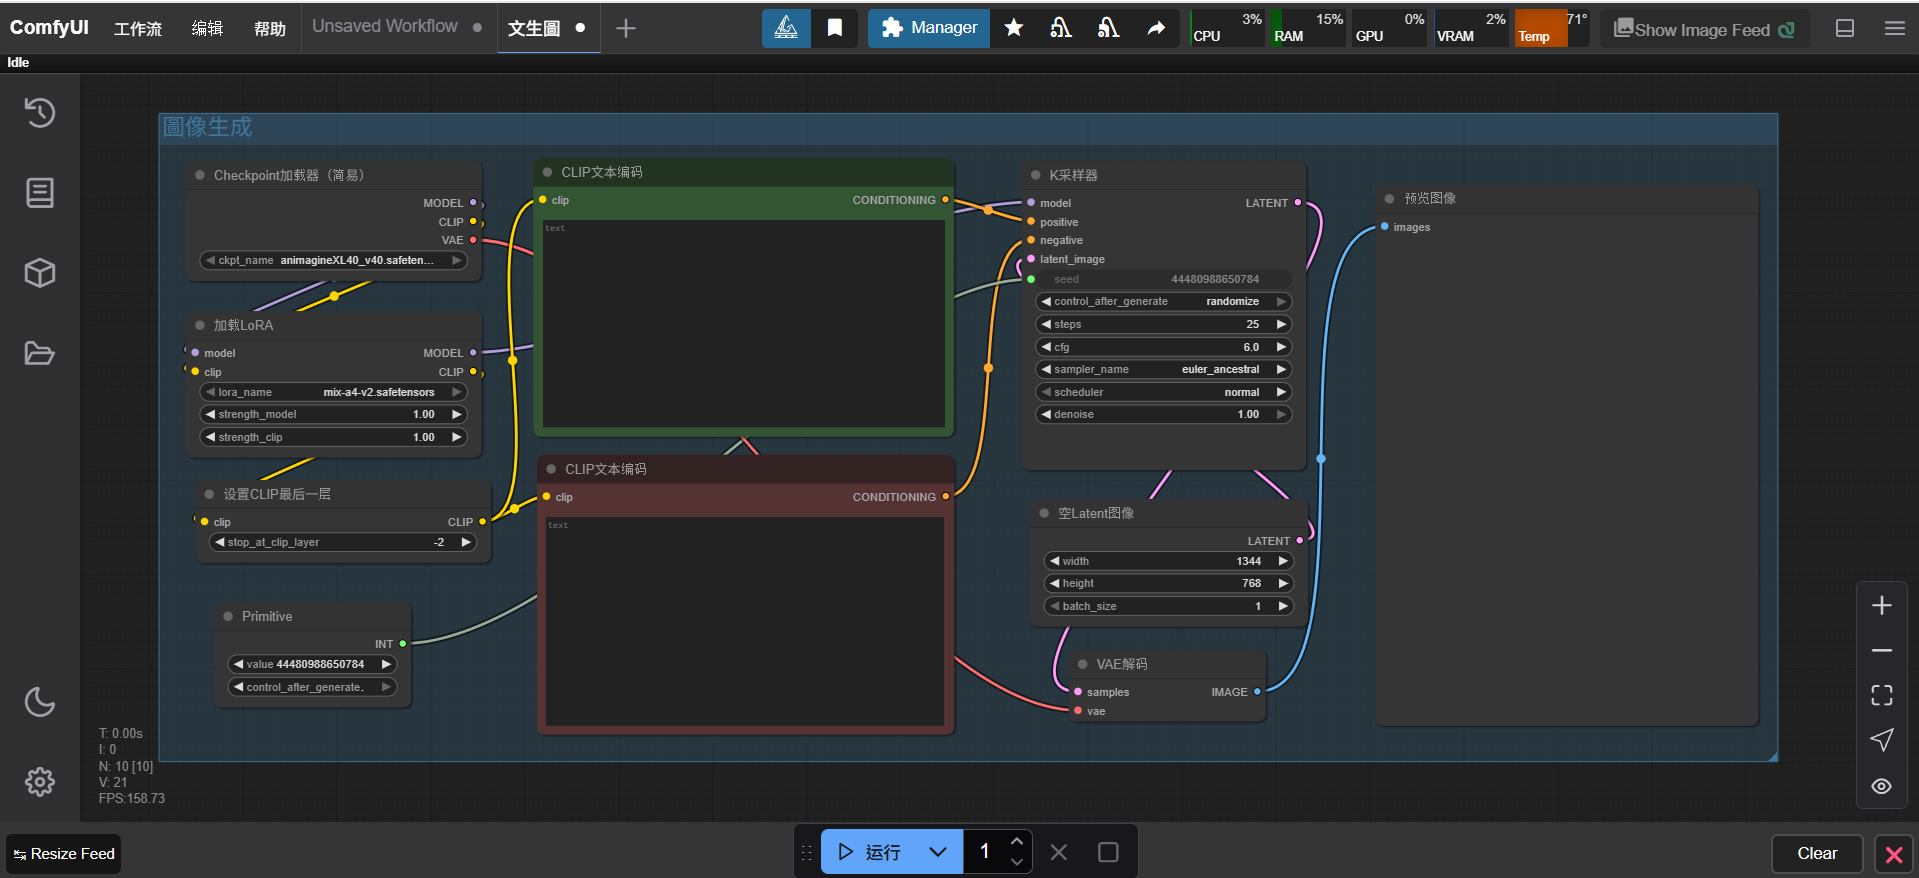 ComfyUI 工作流 编辑 帮助 Unsaved Workflow 文生圖 Manager 3% CPU 15% RAM 0% GPU 2% VRAM 71° Temp Show Image Feed
Idle
圖像生成
Checkpoint加载器（简易）
MODEL
CLIP
VAE
ckpt_name animagineXL40_v40.safeten...
加载LoRA
model MODEL
clip CLIP
lora_name mix-a4-v2.safetensors
strength_model 1.00
strength_clip 1.00
设置CLIP最后一层
clip CLIP
stop_at_clip_layer -2
Primitive
INT
value 44480988650784
control_after_generate.
CLIP文本编码
clip CONDITIONING
text
CLIP文本编码
clip CONDITIONING
text
K采样器
model LATENT
positive
negative
latent_image
seed 44480988650784
control_after_generate randomize
steps 25
cfg 6.0
sampler_name euler_ancestral
scheduler normal
denoise 1.00
空Latent图像
LATENT
width 1344
height 768
batch_size 1
VAE解码
samples IMAGE
vae
预览图像
images
T: 0.00s
I: 0
N: 10 [10]
V: 21
FPS:158.73
Resize Feed 运行 1 Clear